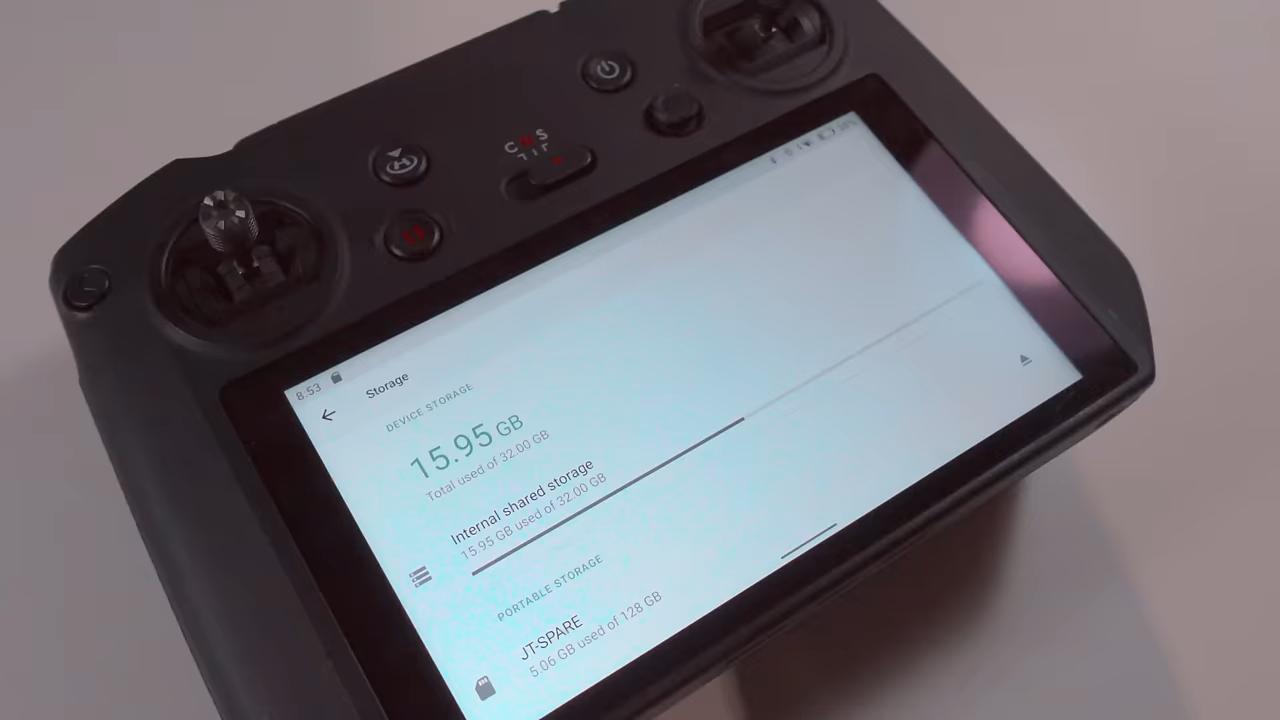 C N S
8:53
Storage
DEVICE STORAGE
15.95 GB
Total used of 32.00 GB
Internal shared storage
15.95 GB used of 32.00 GB
PORTABLE STORAGE
JT-SPARE
5.06 GB used of 128 GB